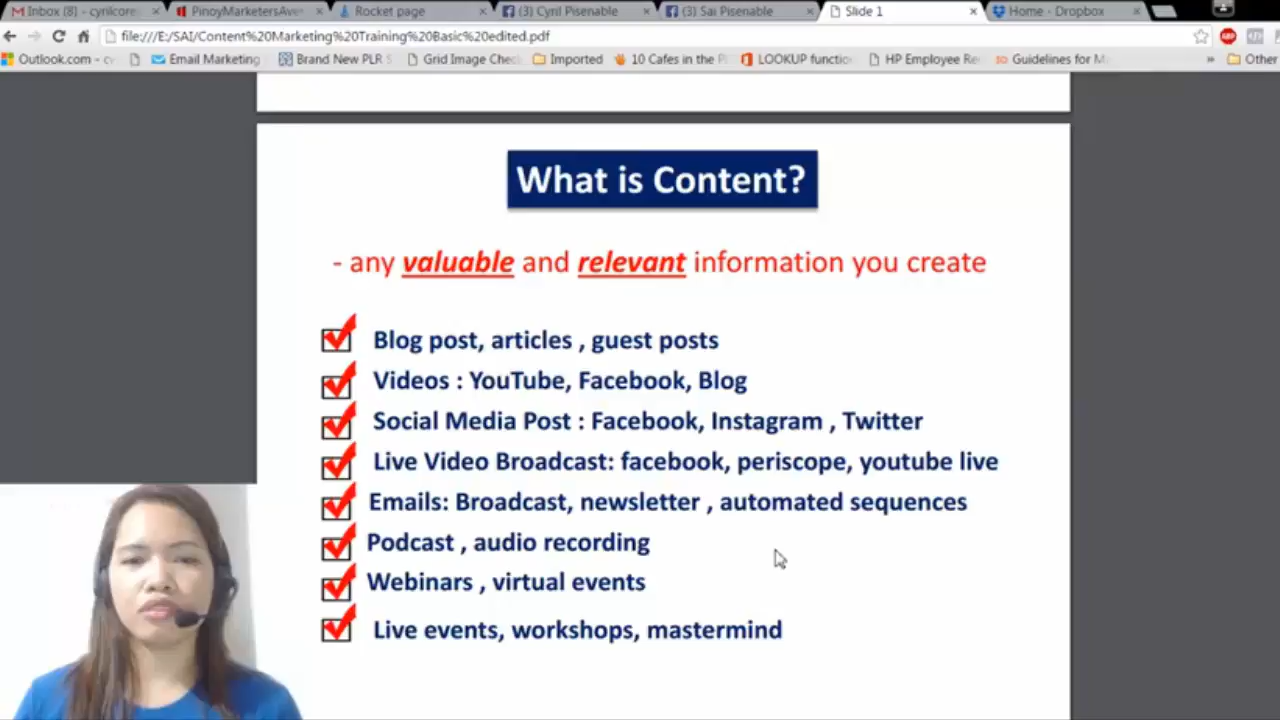 Inbox (8) - cyrilcore
PinoyMarketersAve
Rocket page
(3) Cyril Pisenable
(3) Sai Pisenable
Slide 1
Home - Dropbox
file:///E:/SAI/Content%20Marketing%20Training%20Basic%20edited.pdf
Outlook.com - c
Email Marketing
Brand New PLR S
Grid Image Chec
Imported
10 Cafes in the P
LOOKUP functio
HP Employee Re
Guidelines for M
» Other
What is Content?
- any valuable and relevant information you create
Blog post, articles , guest posts
Videos : YouTube, Facebook, Blog
Social Media Post : Facebook, Instagram , Twitter
Live Video Broadcast: facebook, periscope, youtube live
Emails: Broadcast, newsletter , automated sequences
Podcast , audio recording
Webinars , virtual events
Live events, workshops, mastermind